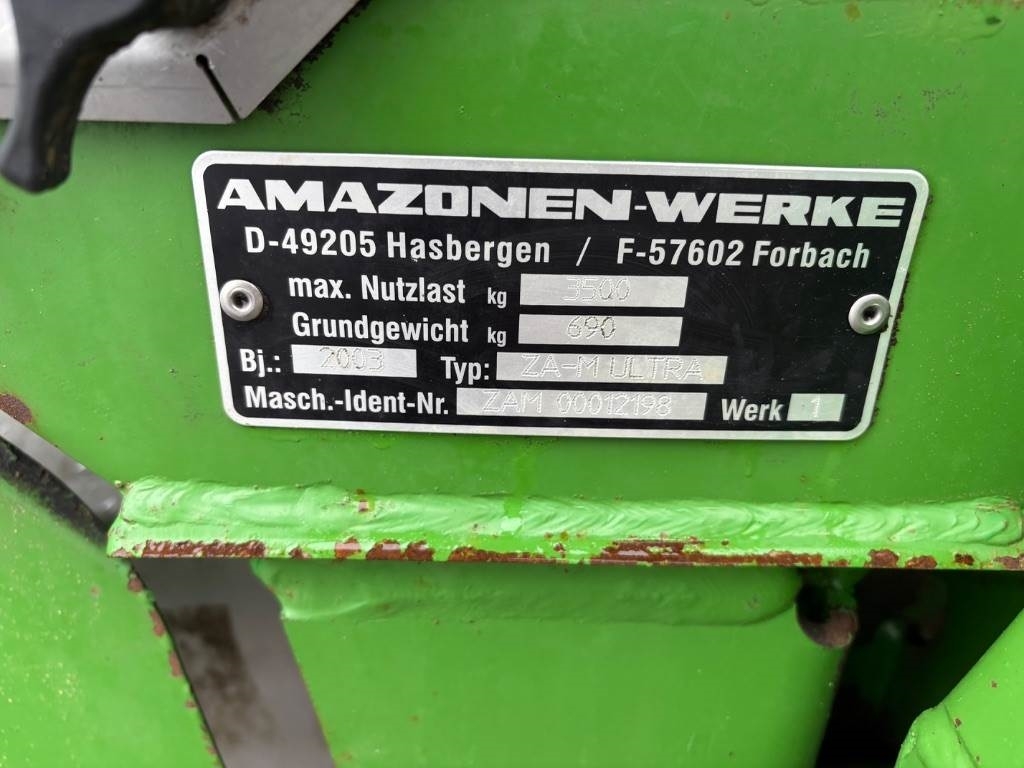 AMAZONEN-WERKE
D-49205 Hasbergen / F-57602 Forbach
max. Nutzlast kg 3500
Grundgewicht kg 690
Bj.: 2003 Typ: ZA-M ULTRA
Masch.-Ident-Nr. ZAM 00012198 Werk 1